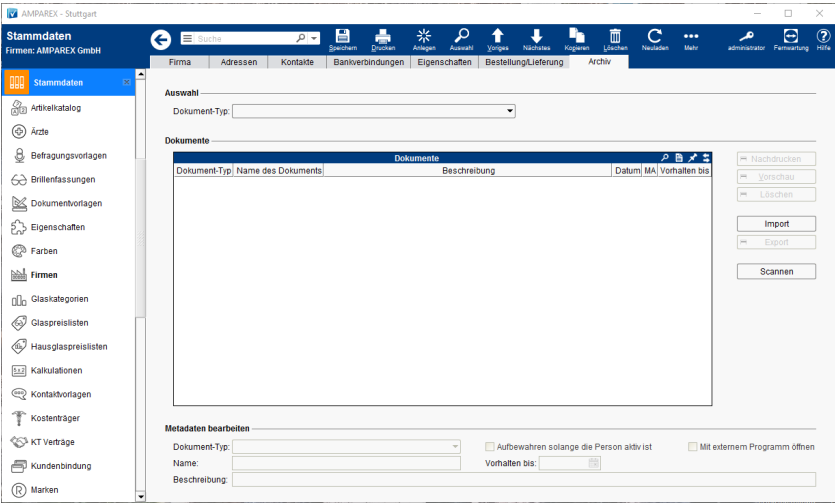 AMPAREX - Stuttgart
Stammdaten
Firmen: AMPAREX GmbH
Suche
Speichern Drucken Anlegen Auswahl Voriges Nächstes Kopieren Löschen Neuladen Mehr administrator Fernwartung Hilfe
Firma Adressen Kontakte Bankverbindungen Eigenschaften Bestellung/Lieferung Archiv
Stammdaten
Artikelkatalog
Ärzte
Befragungsvorlagen
Brillenfassungen
Dokumentvorlagen
Eigenschaften
Farben
Firmen
Glaskategorien
Glaspreislisten
Hausglaspreislisten
Kalkulationen
Kontaktvorlagen
Kostenträger
KT Verträge
Kundenbindung
Marken
Auswahl
Dokument-Typ:
Dokumente
Dokumente
Dokument-Typ Name des Dokuments Beschreibung Datum MA Vorhalten bis
Nachdrucken
Vorschau
Löschen
Import
Export
Scannen
Metadaten bearbeiten
Dokument-Typ: Aufbewahren solange die Person aktiv ist Mit externem Programm öffnen
Name: Vorhalten bis:
Beschreibung: